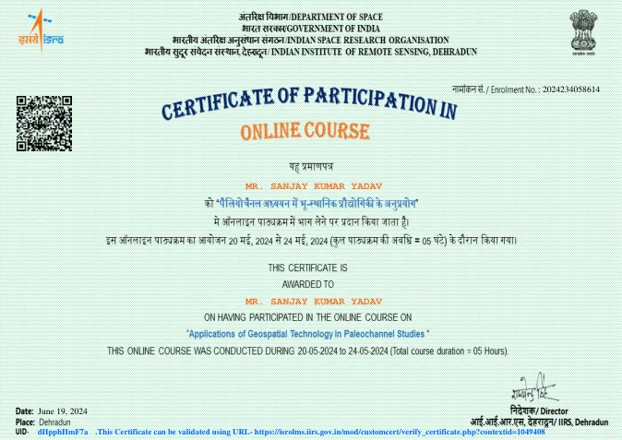 इसरो isro
अंतरिक्ष विभाग/DEPARTMENT OF SPACE
भारत सरकार/GOVERNMENT OF INDIA
भारतीय अंतरिक्ष अनुसंधान संगठन/INDIAN SPACE RESEARCH ORGANISATION
भारतीय सुदूर संवेदन संस्थान, देहरादून/ INDIAN INSTITUTE OF REMOTE SENSING, DEHRADUN
नामांकन सं./ Enrolment No. : 2024234058614
CERTIFICATE OF PARTICIPATION IN
ONLINE COURSE
यह प्रमाणपत्र
MR. SANJAY KUMAR YADAV
को "पैलियोचैनल अध्ययन में भू-स्थानिक प्रौद्योगिकी के अनुप्रयोग"
मे ऑनलाइन पाठ्यक्रम में भाग लेने पर प्रदान किया जाता है।
इस ऑनलाइन पाठ्यक्रम का आयोजन 20 मई, 2024 से 24 मई, 2024 (कुल पाठ्यक्रम की अवधि = 05 घंटे) के दौरान किया गया।
THIS CERTIFICATE IS
AWARDED TO
MR. SANJAY KUMAR YADAV
ON HAVING PARTICIPATED IN THE ONLINE COURSE ON
"Applications of Geospatial Technology in Paleochannel Studies "
THIS ONLINE COURSE WAS CONDUCTED DURING 20-05-2024 to 24-05-2024 (Total course duration = 05 Hours).
निदेशक/ Director
आई.आई.आर.एस, देहरादून/ IIRS, Dehradun
Date: June 19, 2024
Place: Dehradun
UID- dHpphHmF7a .This Certificate can be validated using URL- https://isrolms.iirs.gov.in/mod/customcert/verify_certificate.php?contextid=1049408